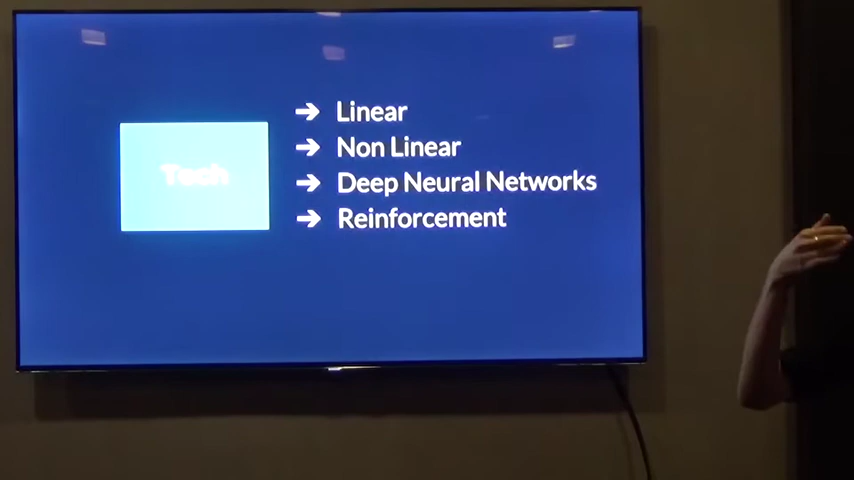 Tech
→ Linear
→ Non Linear
→ Deep Neural Networks
→ Reinforcement